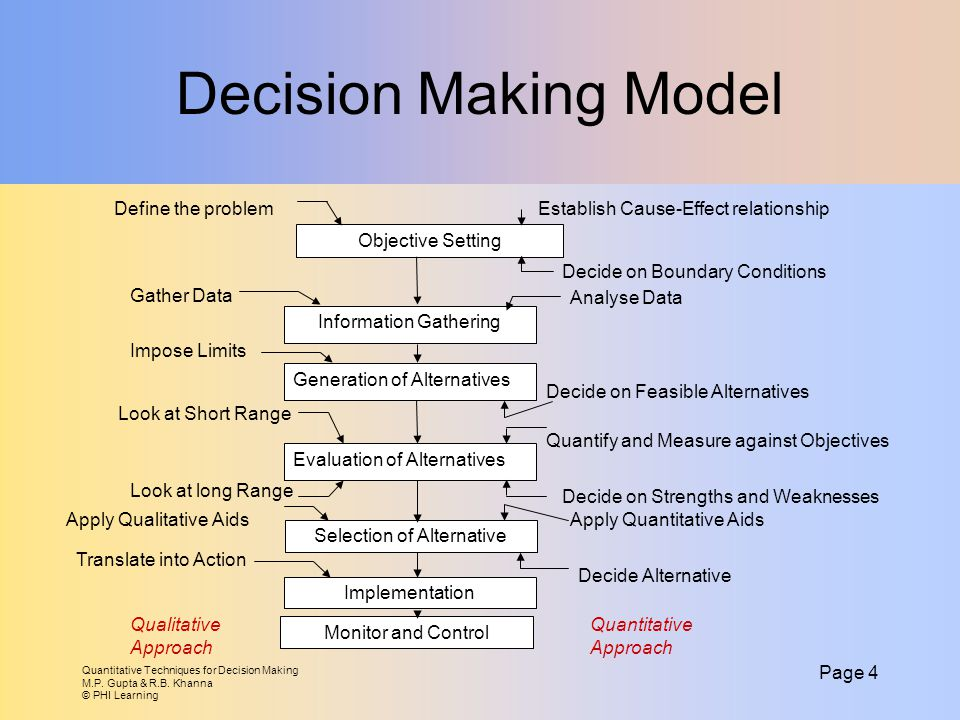 Decision Making Model
Define the problem
Establish Cause-Effect relationship
Objective Setting
Decide on Boundary Conditions
Gather Data
Analyse Data
Information Gathering
Impose Limits
Generation of Alternatives
Decide on Feasible Alternatives
Look at Short Range
Quantify and Measure against Objectives
Evaluation of Alternatives
Look at long Range
Decide on Strengths and Weaknesses
Apply Qualitative Aids
Apply Quantitative Aids
Selection of Alternative
Translate into Action
Decide Alternative
Implementation
Qualitative
Approach
Monitor and Control
Quantitative
Approach
Quantitative Techniques for Decision Making
M.P. Gupta & R.B. Khanna
© PHI Learning
Page 4